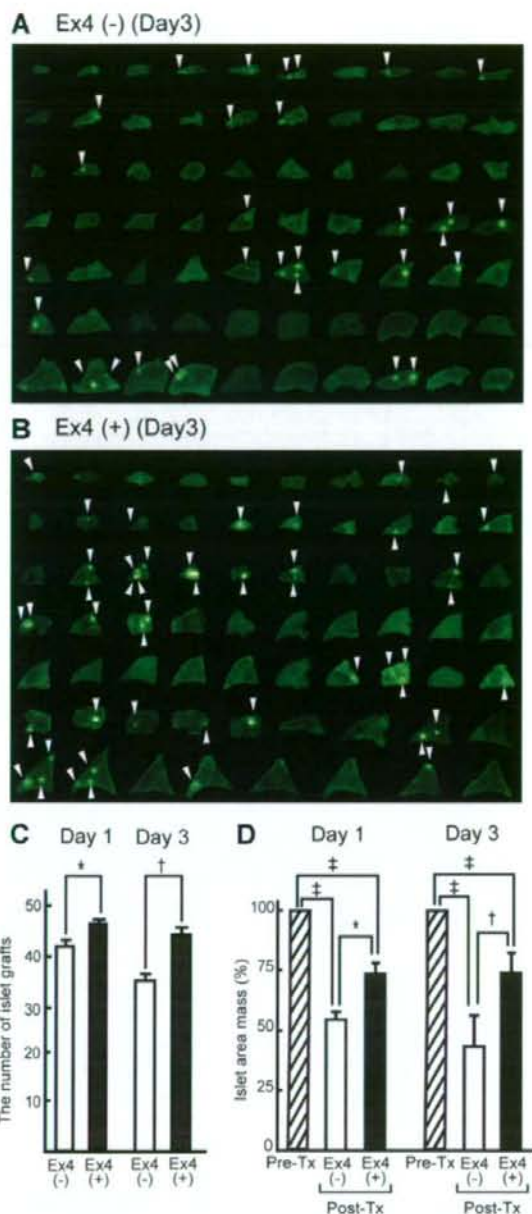 A Ex4 (-) (Day3)
B Ex4 (+) (Day3)
C Day 1 Day 3
* †
The number of islet grafts
50
40
30
20
10
Ex4 (-) Ex4 (+) Ex4 (-) Ex4 (+)
D Day 1 Day 3
‡ ‡
‡ * ‡ †
Islet area mass (%)
100
75
50
25
0
Pre-Tx Ex4 (-) Ex4 (+) Pre-Tx Ex4 (-) Ex4 (+)
Post-Tx Post-Tx